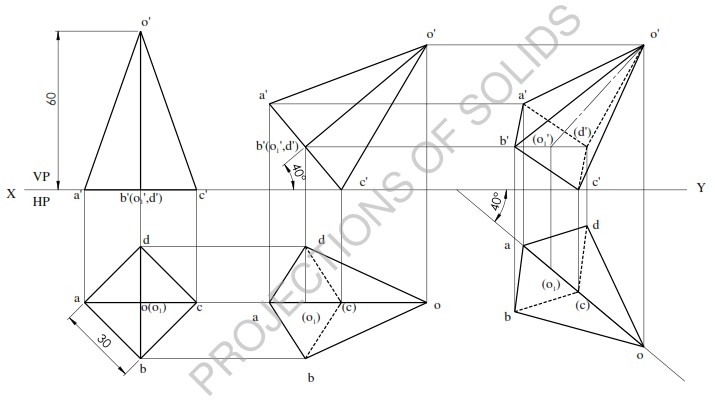 o'
o'
o'
60
a'
a'
b'(o₁',d')
40°
b'
(o₁')
(d')
VP
X
HP
a'
b'(o₁',d')
c'
c'
c'
Y
40°
d
d
d
a
a
o(o₁)
c
a
(o₁)
(c)
o
(o₁)
(c)
b
30
b
b
o
PROJECTIONS OF SOLIDS